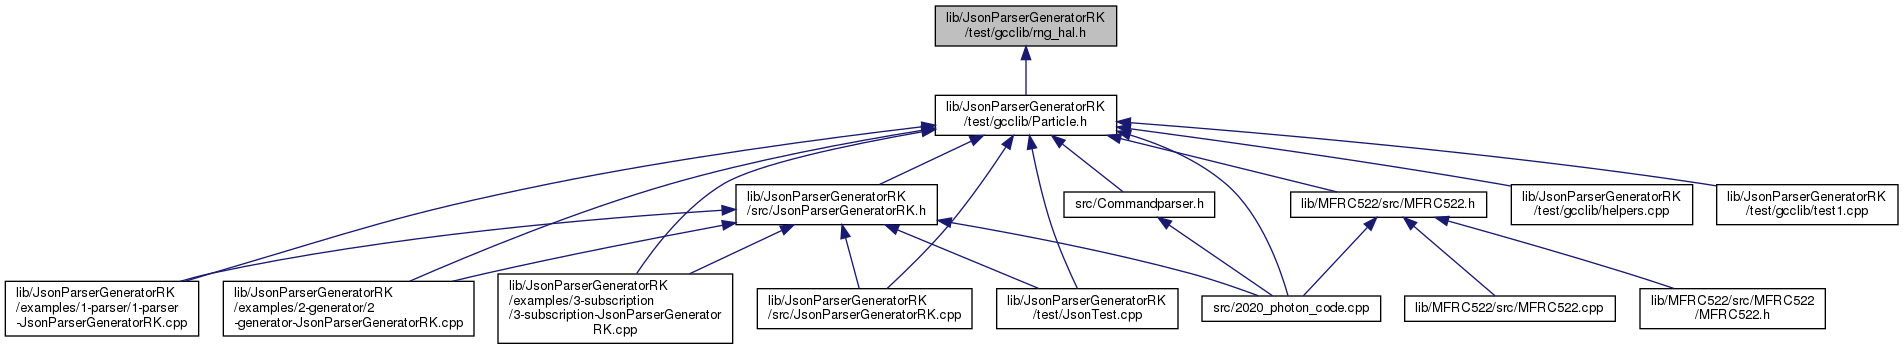 lib/JsonParserGeneratorRK
/test/gcclib/rng_hal.h
lib/JsonParserGeneratorRK
/test/gcclib/Particle.h
lib/JsonParserGeneratorRK
/src/JsonParserGeneratorRK.h
src/Commandparser.h
lib/MFRC522/src/MFRC522.h
lib/JsonParserGeneratorRK
/test/gcclib/helpers.cpp
lib/JsonParserGeneratorRK
/test/gcclib/test1.cpp
lib/JsonParserGeneratorRK
/examples/1-parser/1-parser
-JsonParserGeneratorRK.cpp
lib/JsonParserGeneratorRK
/examples/2-generator/2
-generator-JsonParserGeneratorRK.cpp
lib/JsonParserGeneratorRK
/examples/3-subscription
/3-subscription-JsonParserGenerator
RK.cpp
lib/JsonParserGeneratorRK
/src/JsonParserGeneratorRK.cpp
lib/JsonParserGeneratorRK
/test/JsonTest.cpp
src/2020_photon_code.cpp
lib/MFRC522/src/MFRC522.cpp
lib/MFRC522/src/MFRC522
/MFRC522.h